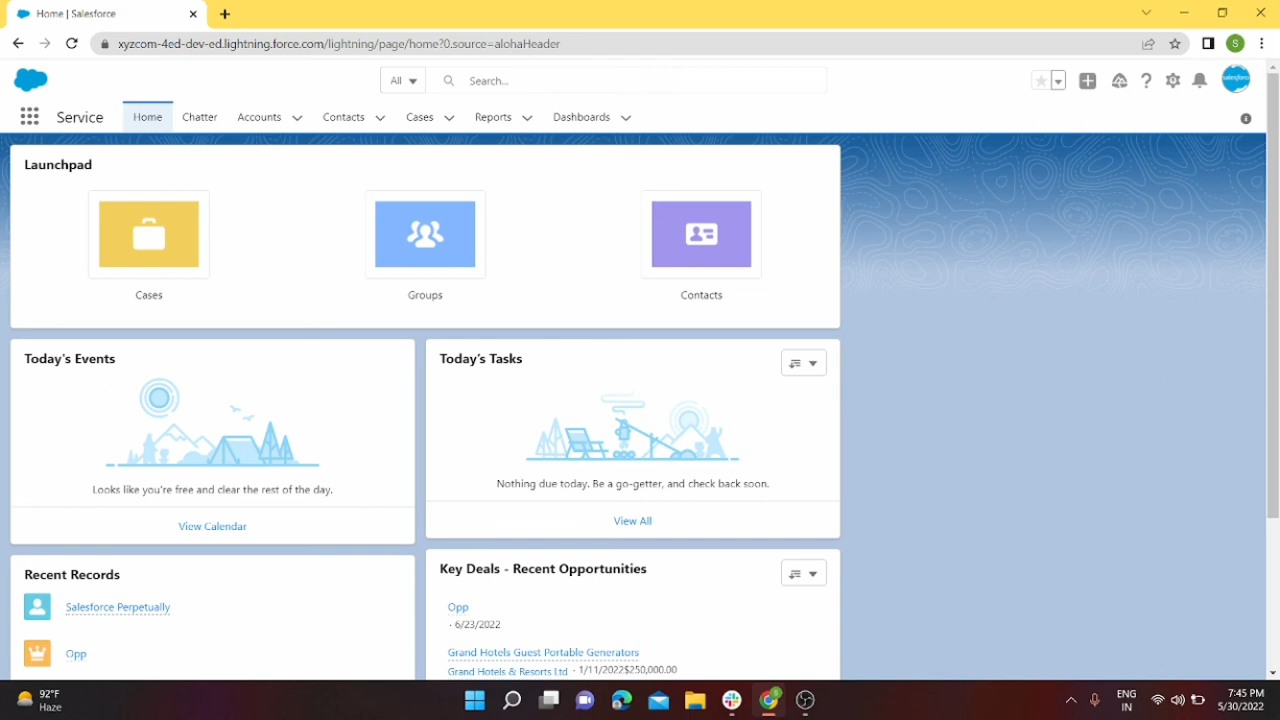 Home | Salesforce
xyzcom-4ed-dev-ed.lightning.force.com/lightning/page/home?0.source=alohaHeader
S
All
Search...
salesforce
Service
Home
Chatter
Accounts
Contacts
Cases
Reports
Dashboards
Launchpad
Cases
Groups
Contacts
Today's Events
Looks like you're free and clear the rest of the day.
View Calendar
Today's Tasks
Nothing due today. Be a go-getter, and check back soon.
View All
Recent Records
Salesforce Perpetually
Opp
Key Deals - Recent Opportunities
Opp
· 6/23/2022
Grand Hotels Guest Portable Generators
Grand Hotels & Resorts Ltd · 1/11/2022$250,000.00
92°F
Haze
ENG
IN
7:45 PM
5/30/2022